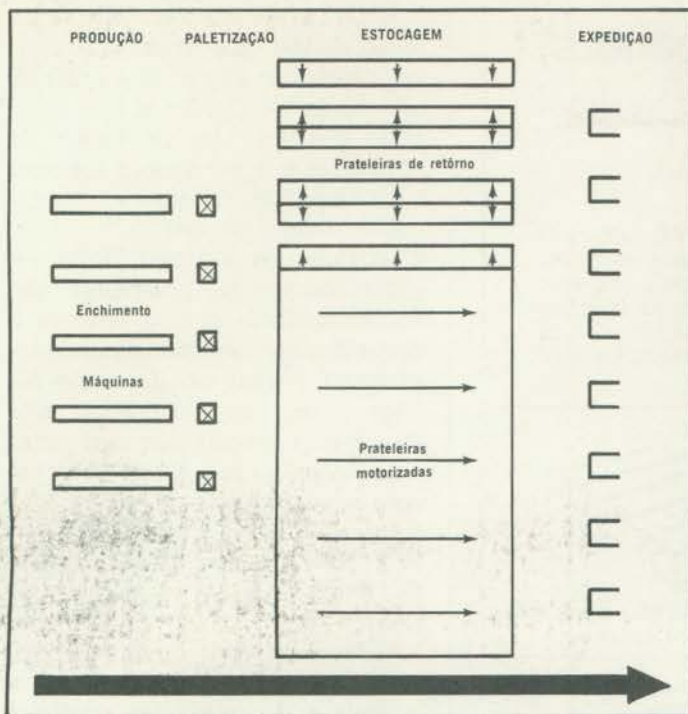 PRODUÇÃO PALETIZAÇÃO ESTOCAGEM EXPEDIÇÃO
Prateleiras de retôrno
Enchimento
Máquinas
Prateleiras
motorizadas